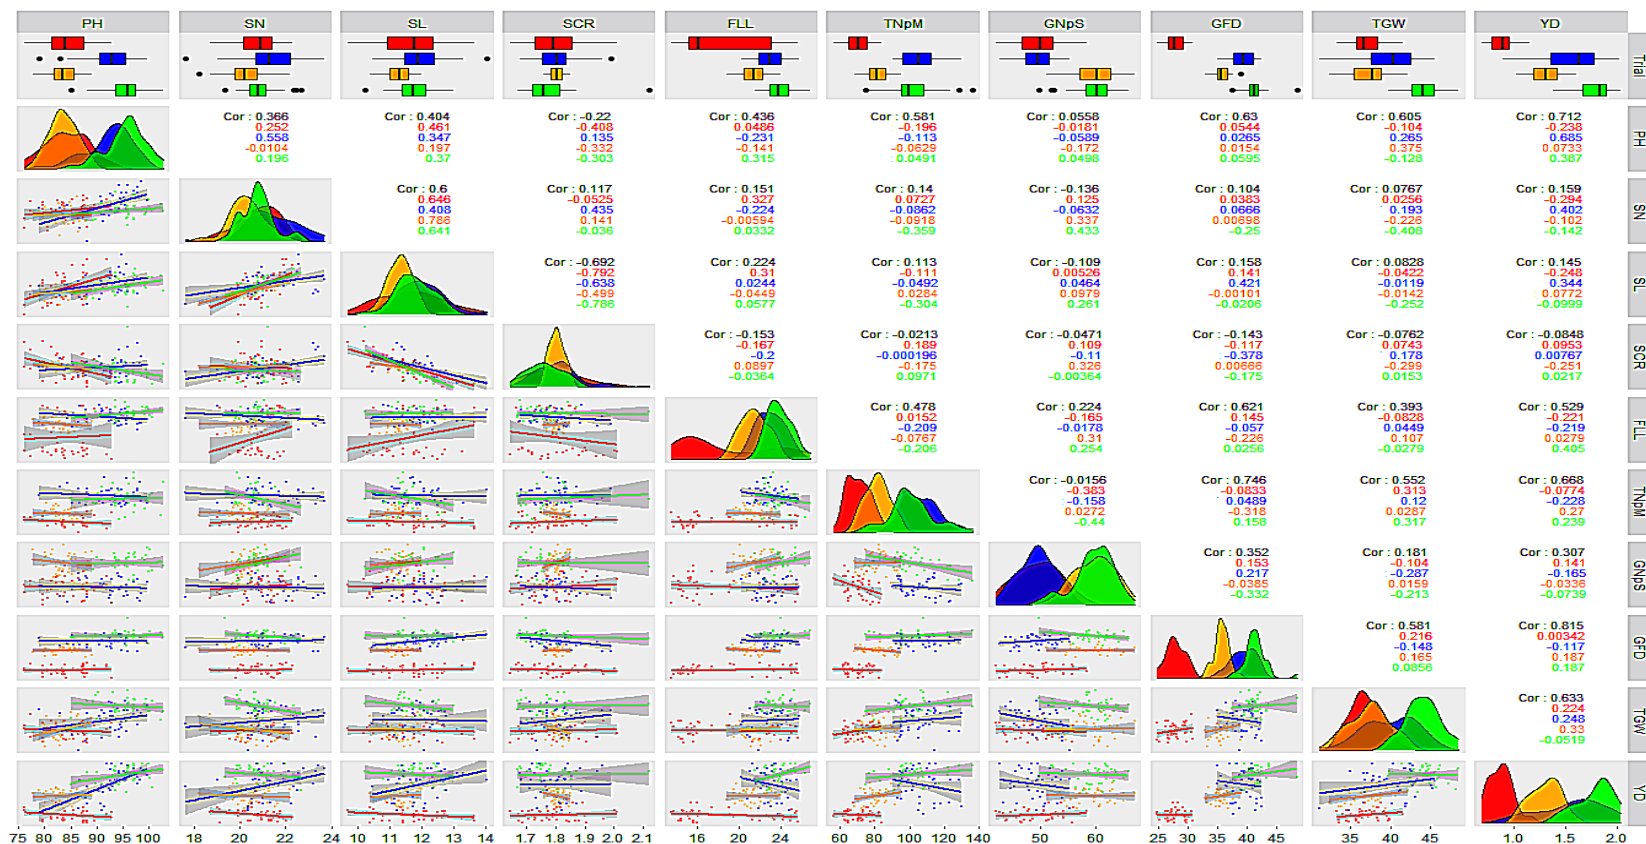 PH SN SL SCR FLL TNpM GNpS GFD TGW YD
Trial
Cor : 0.366 Cor : 0.404 Cor : -0.22 Cor : 0.436 Cor : 0.581 Cor : 0.0558 Cor : 0.63 Cor : 0.605 Cor : 0.712
0.252 0.461 -0.408 0.0486 -0.196 -0.0181 0.0544 -0.104 -0.238
0.558 0.347 0.135 -0.231 -0.113 -0.0589 0.0265 0.265 0.685
-0.0104 0.197 -0.332 -0.141 -0.0629 -0.172 0.0154 0.375 0.0733
0.196 0.37 -0.303 0.315 0.0491 0.0498 0.0595 -0.128 0.387
PH
Cor : 0.6 Cor : 0.117 Cor : 0.151 Cor : 0.14 Cor : -0.136 Cor : 0.104 Cor : 0.0767 Cor : 0.159
0.646 -0.0525 0.327 0.0727 0.125 0.0383 0.0256 -0.294
0.408 0.435 -0.224 -0.0862 -0.0632 0.0666 0.193 0.402
0.786 0.141 -0.00594 -0.0918 0.337 0.00698 -0.226 -0.102
0.641 -0.036 0.0332 -0.359 0.433 -0.25 -0.408 -0.142
SN
Cor : -0.692 Cor : 0.224 Cor : 0.113 Cor : -0.109 Cor : 0.158 Cor : 0.0828 Cor : 0.145
-0.792 0.31 -0.111 0.00526 0.141 -0.0422 -0.248
-0.638 0.0244 -0.0492 0.0464 0.421 -0.0119 0.344
-0.499 -0.0449 0.0284 0.0979 -0.00101 -0.0142 0.0772
-0.786 0.0577 -0.304 0.261 -0.0206 -0.252 -0.0999
SL
Cor : -0.153 Cor : -0.0213 Cor : -0.0471 Cor : -0.143 Cor : -0.0762 Cor : -0.0848
-0.167 0.189 0.109 -0.117 0.0743 0.0953
-0.2 -0.000196 -0.11 -0.378 0.178 0.00767
0.0897 -0.175 0.326 0.00666 -0.299 -0.251
-0.0364 0.0971 -0.00364 -0.175 0.0153 0.0217
SCR
Cor : 0.478 Cor : 0.224 Cor : 0.621 Cor : 0.393 Cor : 0.529
0.0152 -0.165 0.145 -0.0828 -0.221
-0.209 -0.0178 -0.057 0.0449 -0.219
-0.0767 0.31 -0.226 0.107 0.0279
-0.206 0.254 0.0256 -0.0279 0.405
FLL
Cor : -0.0156 Cor : 0.746 Cor : 0.552 Cor : 0.668
-0.383 -0.0833 0.313 -0.0774
-0.158 0.0489 0.12 -0.228
0.0272 -0.318 0.0287 0.27
-0.44 0.158 0.317 0.239
TNpM
Cor : 0.352 Cor : 0.181 Cor : 0.307
0.153 -0.104 0.141
0.217 -0.287 -0.165
-0.0385 0.0159 -0.0336
-0.332 -0.213 -0.0739
GNpS
Cor : 0.581 Cor : 0.815
0.216 0.00342
-0.148 -0.117
0.165 0.187
0.0856 0.187
GFD
Cor : 0.633
0.224
0.248
0.33
-0.0519
TGW
YD
75 80 85 90 95 100 18 20 22 24 10 11 12 13 14 1.7 1.8 1.9 2.0 2.1 16 20 24 60 80 100 120 140 50 60 25 30 35 40 45 35 40 45 1.0 1.5 2.0